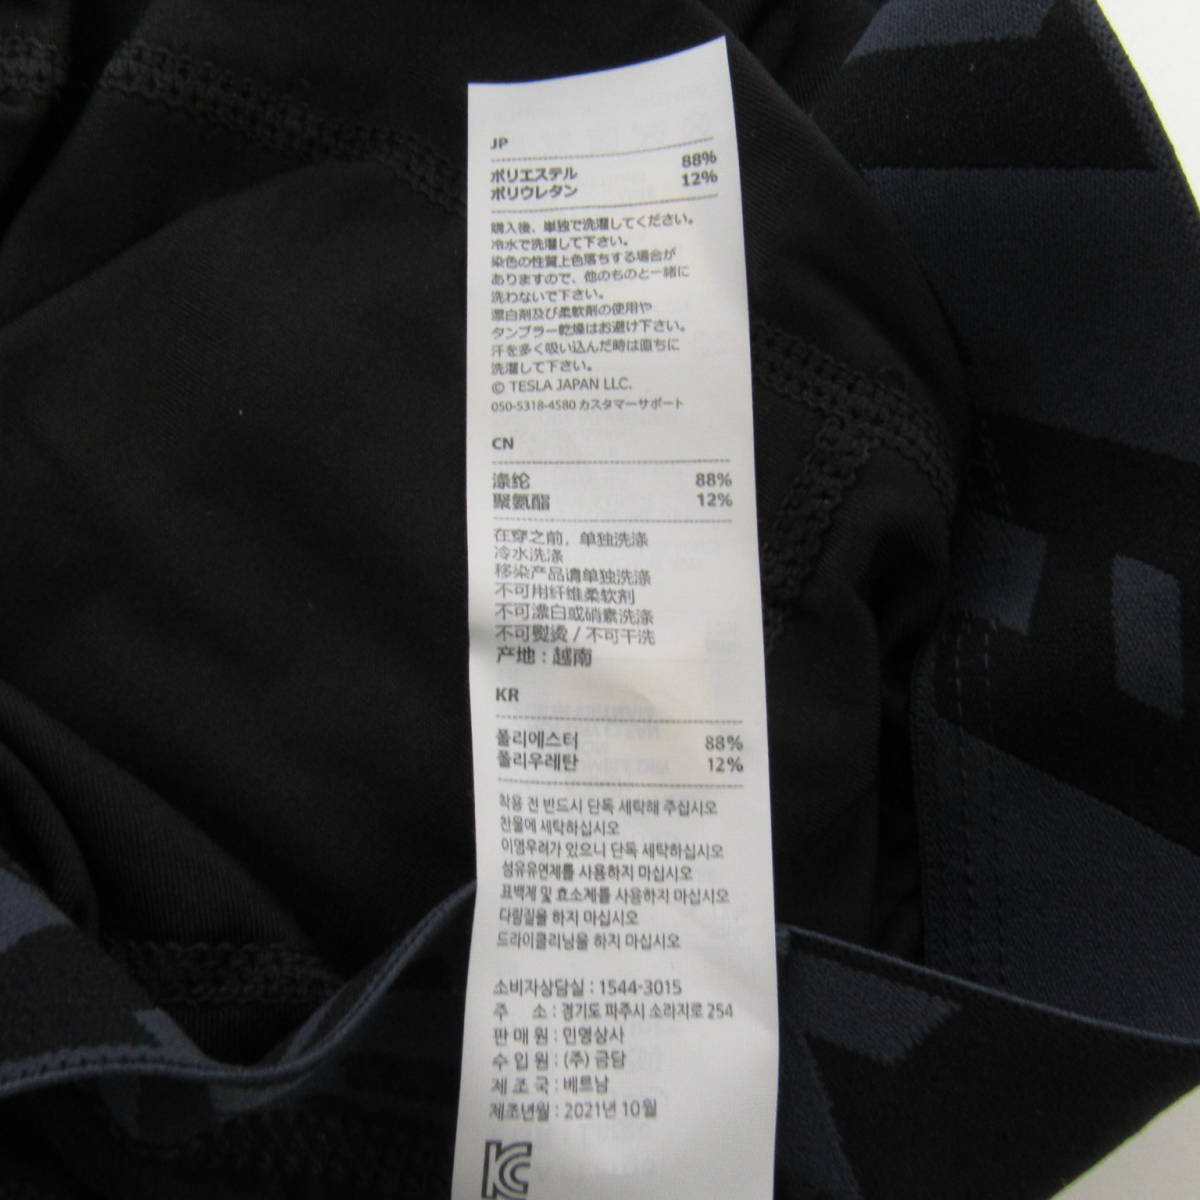 JP
ポリエステル 88%
ポリウレタン 12%
購入後、単独で洗濯してください。
冷水で洗濯して下さい。
染色の性質上色落ちする場合が
ありますので、他のものと一緒に
洗わないで下さい。
漂白剤及び柔軟剤の使用や
タンブラー乾燥はお避け下さい。
汗を多く吸い込んだ時は直ちに
洗濯して下さい。
© TESLA JAPAN LLC.
050-5318-4580 カスタマーサポート
CN
涤纶 88%
聚氨酯 12%
在穿之前, 单独洗涤
冷水洗涤
移染产品请单独洗涤
不可用纤维柔软剂
不可漂白或硝素洗涤
不可熨烫 / 不可干洗
产地 : 越南
KR
폴리에스터 88%
폴리우레탄 12%
착용 전 반드시 단독 세탁해 주십시오
찬물에 세탁하십시오
이염우려가 있으니 단독 세탁하십시오
섬유유연제를 사용하지 마십시오
표백제 및 효소제를 사용하지 마십시오
다림질을 하지 마십시오
드라이클리닝을 하지 마십시오
소비자상담실 : 1544-3015
주 소 : 경기도 파주시 소라지로 254
판 매 원 : 민영상사
수 입 원 : (주) 금담
제 조 국 : 베트남
제조년월 : 2021년 10월
KC